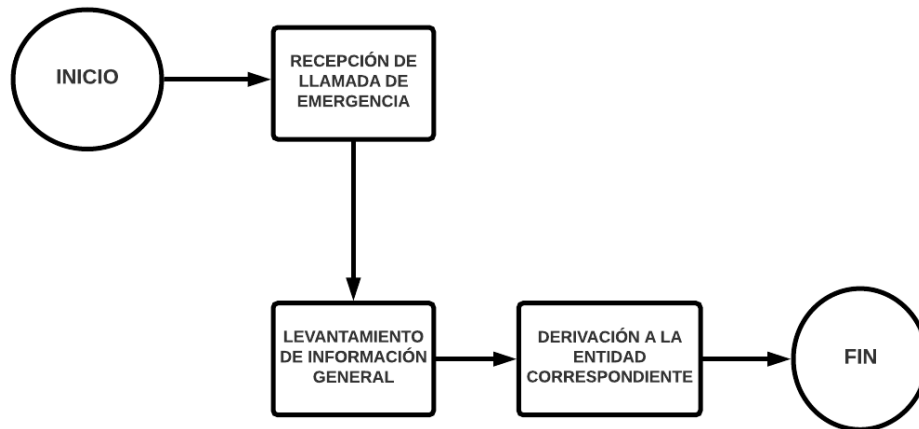 INICIO
RECEPCIÓN DE
LLAMADA DE
EMERGENCIA
LEVANTAMIENTO
DE INFORMACIÓN
GENERAL
DERIVACIÓN A LA
ENTIDAD
CORRESPONDIENTE
FIN